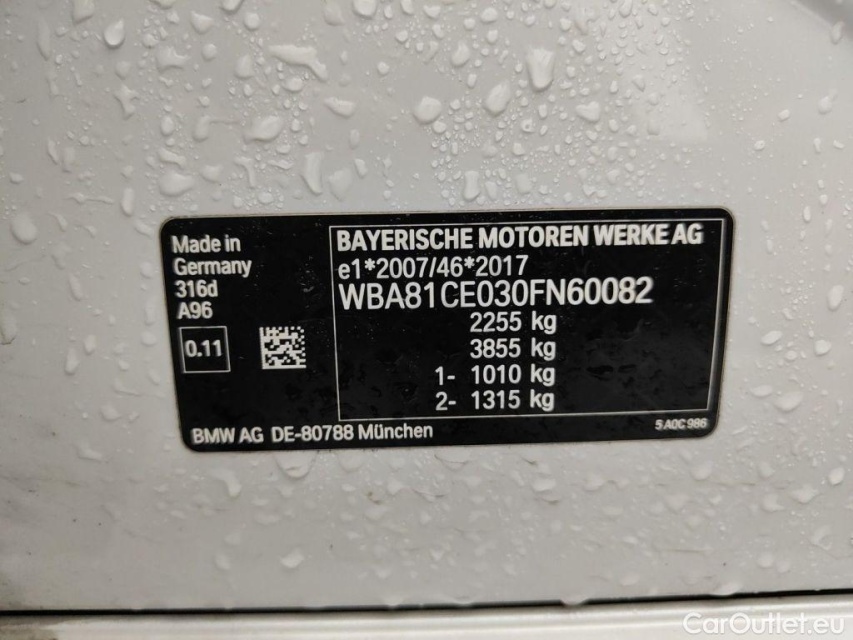 Made in
Germany
316d
A96
0.11
BAYERISCHE MOTOREN WERKE AG
e1*2007/46*2017
WBA81CE030FN60082
2255 kg
3855 kg
1- 1010 kg
2- 1315 kg
BMW AG DE-80788 München
5 A0C 986
CarOutlet.eu